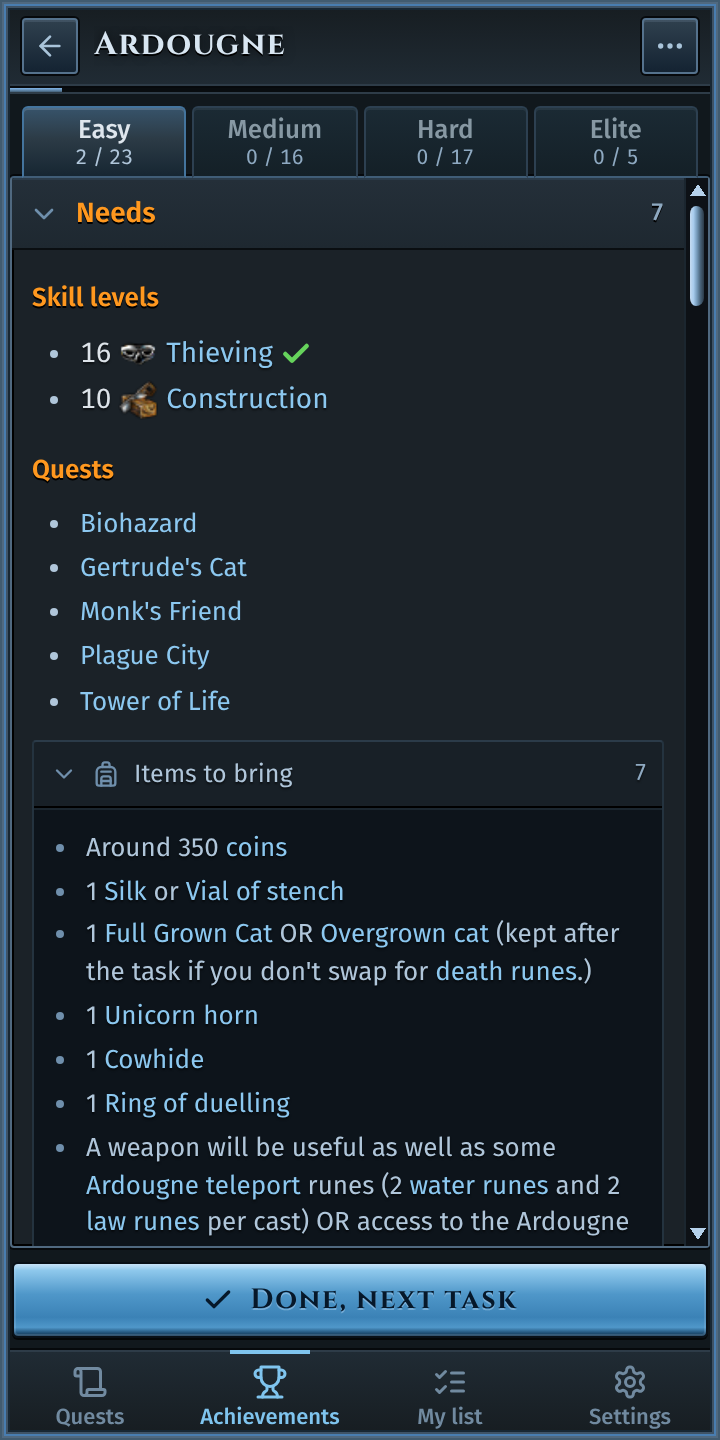 Ardougne
Easy
2 / 23
Medium
0 / 16
Hard
0 / 17
Elite
0 / 5
Needs
7
Skill levels
16 Thieving
10 Construction
Quests
Biohazard
Gertrude's Cat
Monk's Friend
Plague City
Tower of Life
Items to bring
7
Around 350 coins
1 Silk or Vial of stench
1 Full Grown Cat OR Overgrown cat (kept after
the task if you don't swap for death runes.)
1 Unicorn horn
1 Cowhide
1 Ring of duelling
A weapon will be useful as well as some
Ardougne teleport runes (2 water runes and 2
law runes per cast) OR access to the Ardougne
Done, next task
Quests
Achievements
My list
Settings